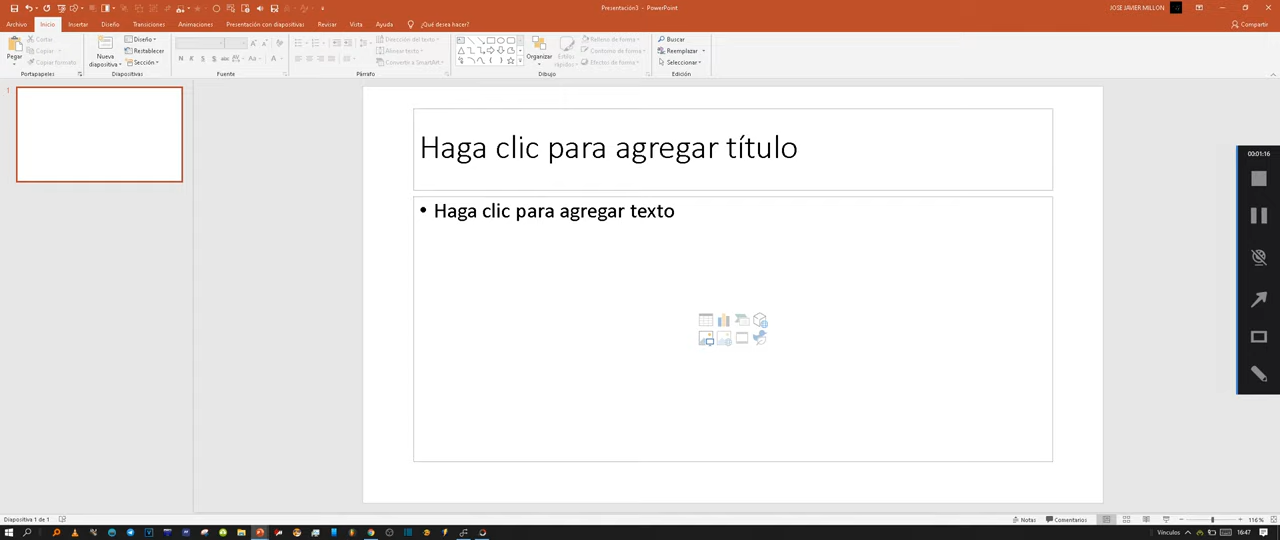 Presentación3 - PowerPoint
JOSE JAVIER MILLON
Archivo Inicio Insertar Diseño Transiciones Animaciones Presentación con diapositivas Revisar Vista Ayuda ¿Qué desea hacer? Compartir
Pegar
Cortar
Copiar
Copiar formato
Portapapeles
Nueva diapositiva
Diseño
Restablecer
Sección
Diapositivas
N K S S
Aa
Fuente
Dirección del texto
Alinear texto
Convertir a SmartArt
Párrafo
Organizar
Estilos rápidos
Relleno de forma
Contorno de forma
Efectos de forma
Dibujo
Buscar
Reemplazar
Seleccionar
Edición
1
Haga clic para agregar título
• Haga clic para agregar texto
00:01:16
Diapositiva 1 de 1
Notas
Comentarios
116 %
Vínculos
16:47